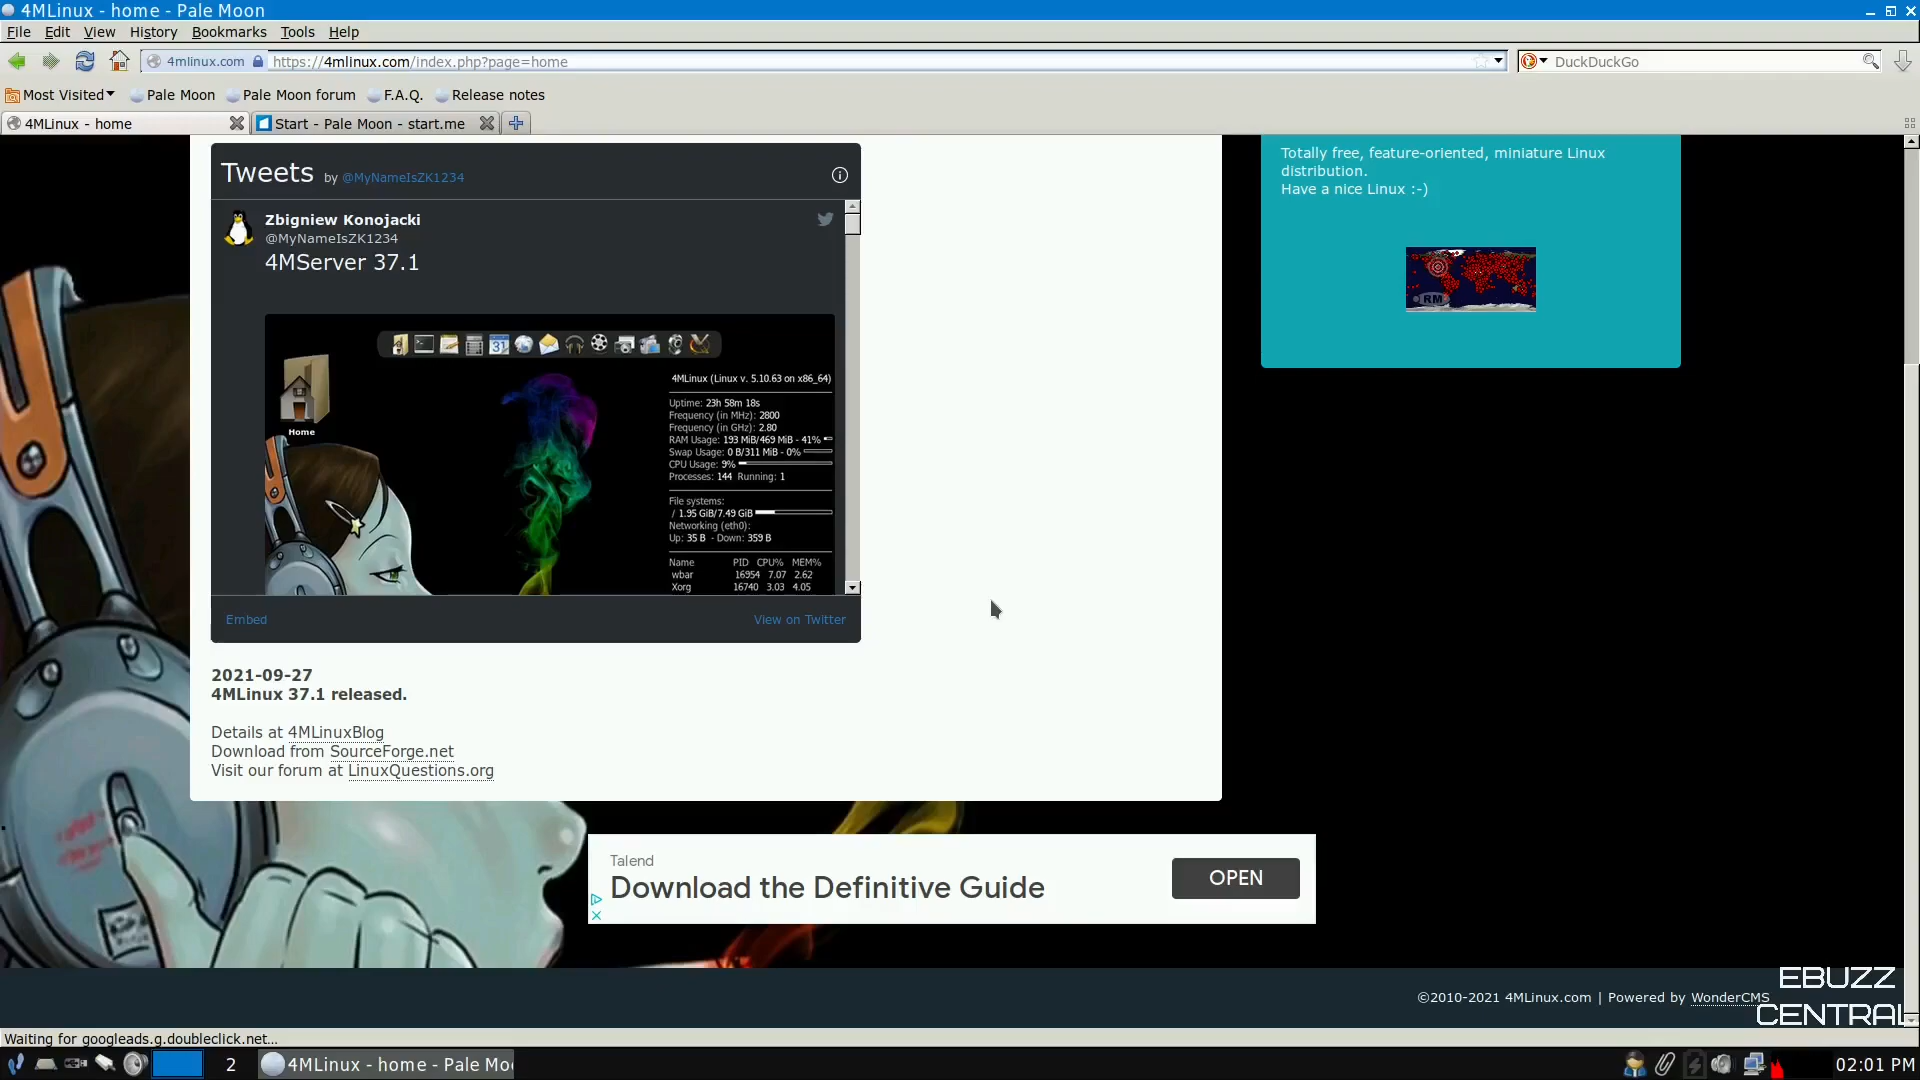 4MLinux - home - Pale Moon
File Edit View History Bookmarks Tools Help
4mlinux.com https://4mlinux.com/index.php?page=home DuckDuckGo
Most Visited Pale Moon Pale Moon forum F.A.Q. Release notes
4MLinux - home Start - Pale Moon - start.me
Tweets by @MyNameIsZK1234
Zbigniew Konojacki
@MyNameIsZK1234
4MServer 37.1
31
4MLinux (Linux v. 5.10.63 on x86_64)
Home
Uptime: 23h 58m 18s
Frequency (in MHz): 2800
Frequency (in GHz): 2.80
RAM Usage: 193 MiB/469 MiB - 41%
Swap Usage: 0 B/311 MiB - 0%
CPU Usage: 9%
Processes: 144 Running: 1
File systems:
/ 1.95 GiB/7.49 GiB
Networking (eth0):
Up: 35 B - Down: 359 B
Name PID CPU% MEM%
wbar 16954 7.07 2.62
Xorg 16740 3.03 4.05
Embed View on Twitter
2021-09-27
4MLinux 37.1 released.
Details at 4MLinuxBlog
Download from SourceForge.net
Visit our forum at LinuxQuestions.org
Totally free, feature-oriented, miniature Linux
distribution.
Have a nice Linux :-)
RM
Talend
Download the Definitive Guide
OPEN
©2010-2021 4MLinux.com | Powered by WonderCMS
EBUZZ
CENTRAL
Waiting for googleads.g.doubleclick.net...
2 4MLinux - home - Pale Moo 02:01 PM